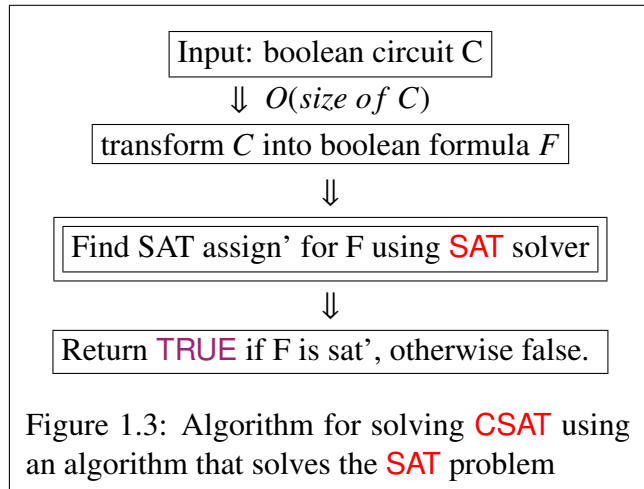 Input: boolean circuit C
⇓ O(size of C)
transform C into boolean formula F
⇓
Find SAT assign’ for F using SAT solver
⇓
Return TRUE if F is sat’, otherwise false.
Figure 1.3: Algorithm for solving CSAT using
an algorithm that solves the SAT problem